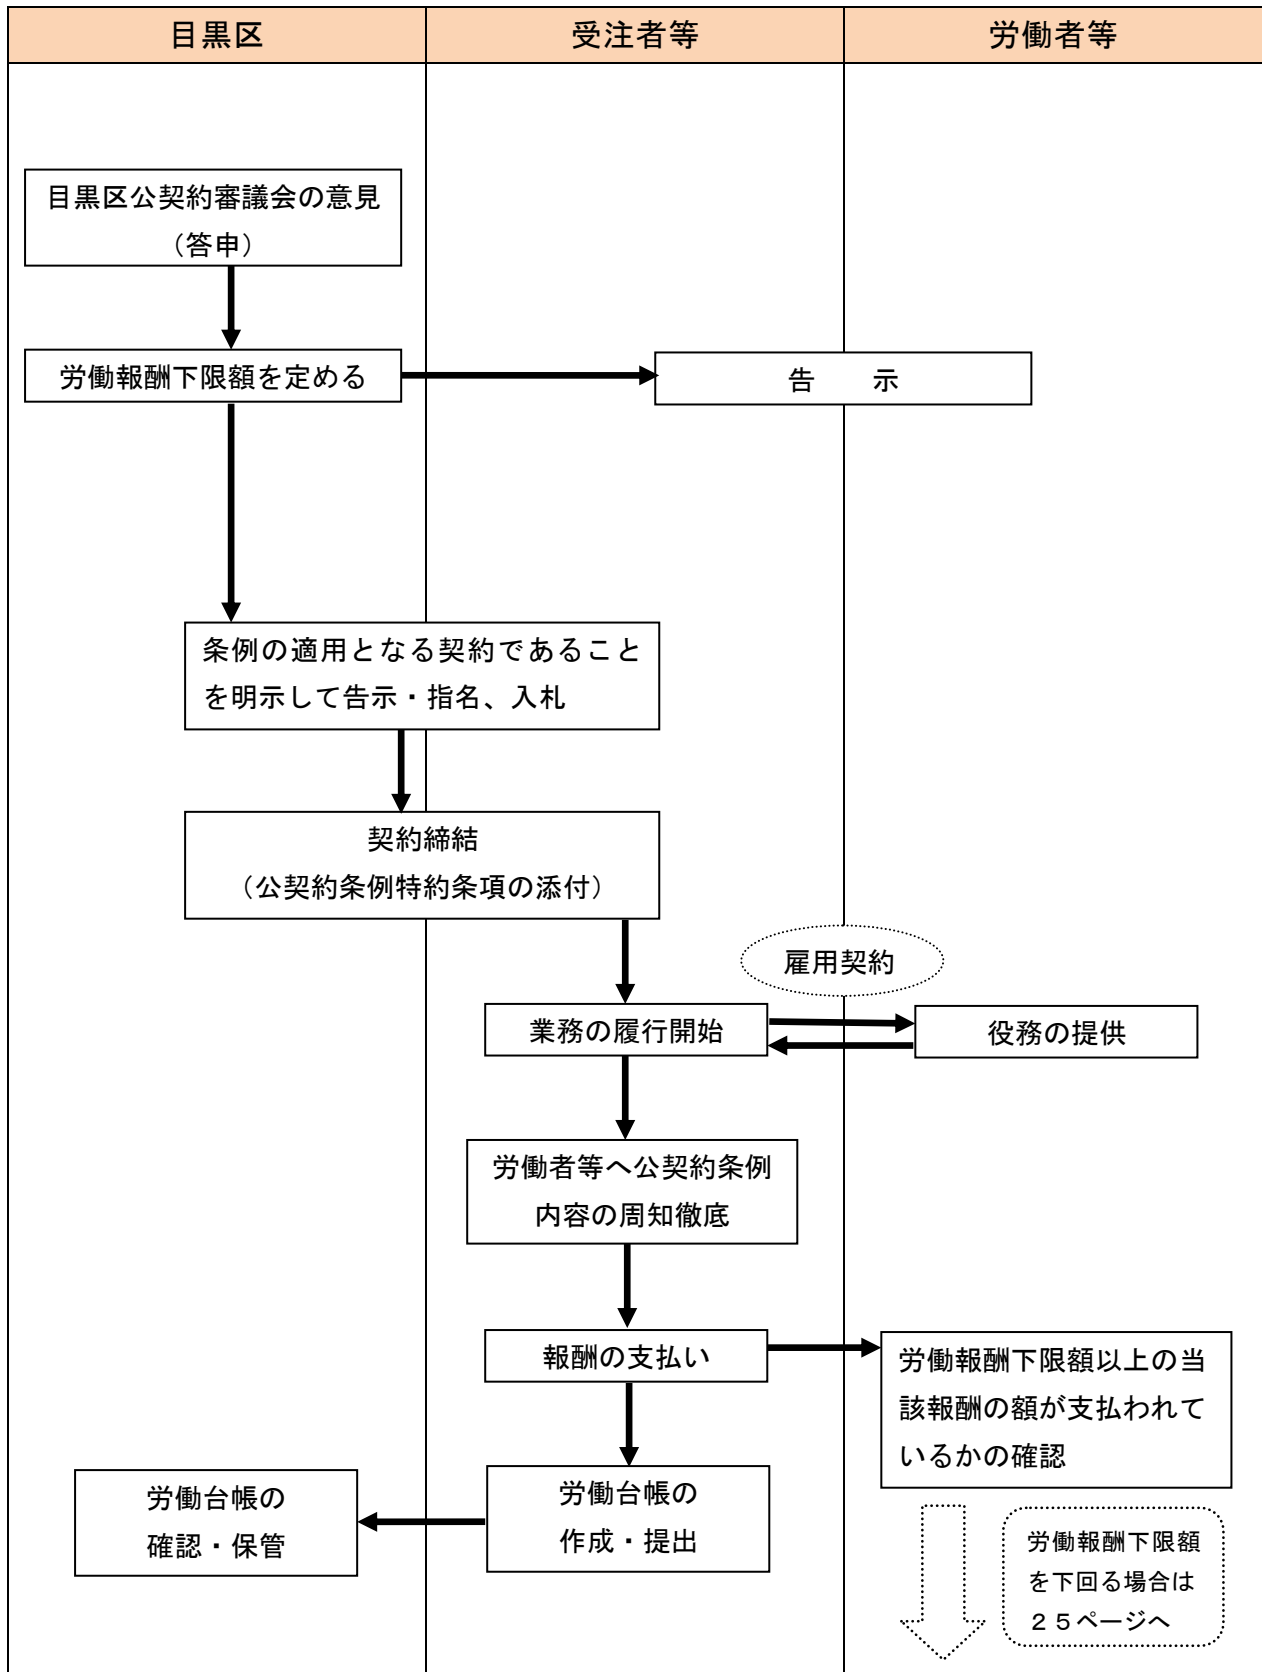 目黒区
受注者等
労働者等
目黒区公契約審議会の意見
（答申）
労働報酬下限額を定める
告　　示
条例の適用となる契約であること
を明示して告示・指名、入札
契約締結
（公契約条例特約条項の添付）
雇用契約
業務の履行開始
役務の提供
労働者等へ公契約条例
内容の周知徹底
報酬の支払い
労働報酬下限額以上の当
該報酬の額が支払われて
いるかの確認
労働台帳の
確認・保管
労働台帳の
作成・提出
労働報酬下限額
を下回る場合は
２５ページへ